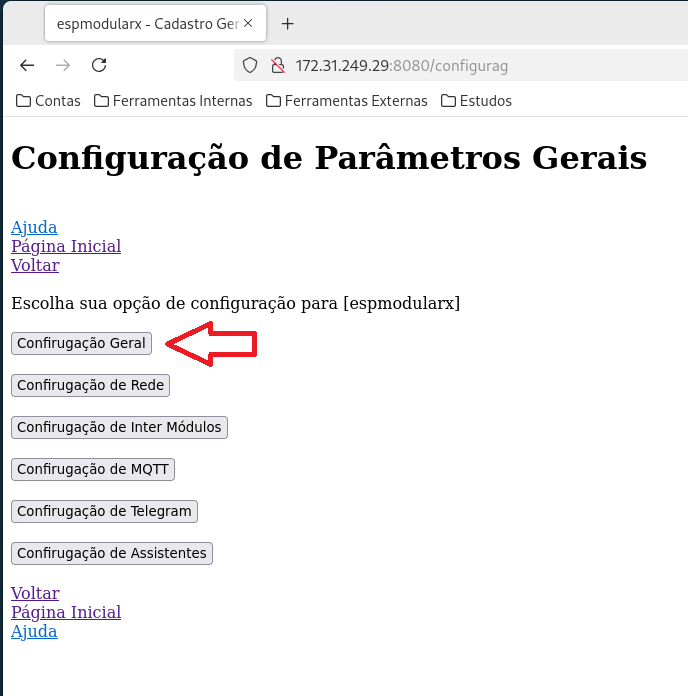 espmodularx - Cadastro Ger
172.31.249.29:8080/configurag
Contas Ferramentas Internas Ferramentas Externas Estudos
Configuração de Parâmetros Gerais
Ajuda
Página Inicial
Voltar
Escolha sua opção de configuração para [espmodularx]
Confirugação Geral
Confirugação de Rede
Confirugação de Inter Módulos
Confirugação de MQTT
Confirugação de Telegram
Confirugação de Assistentes
Voltar
Página Inicial
Ajuda